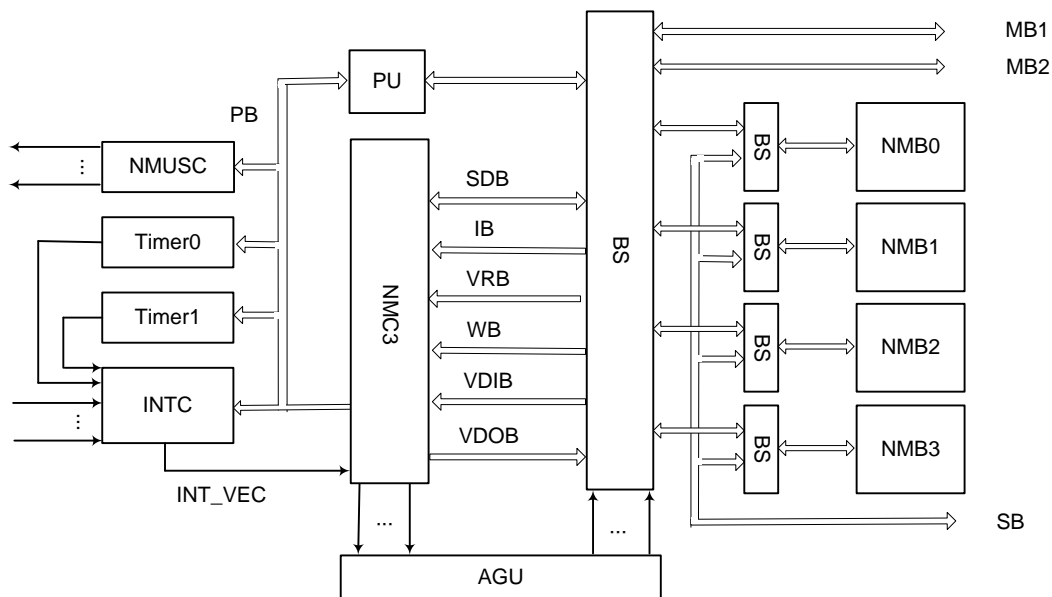 MB1
MB2
PU
PB
BS
NMB0
NMUSC
...
SDB
Timer0
IB
BS
BS
NMB1
VRB
Timer1
NMC3
WB
BS
NMB2
INTC
VDIB
...
VDOB
BS
NMB3
INT_VEC
...
...
SB
AGU